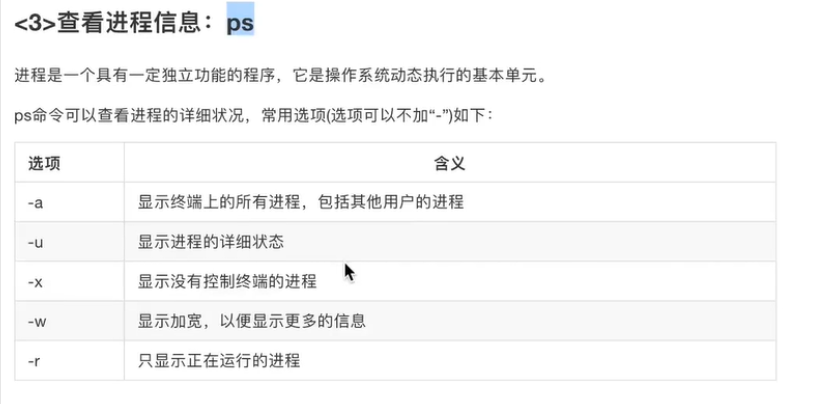 <3>查看进程信息：ps
进程是一个具有一定独立功能的程序，它是操作系统动态执行的基本单元。
ps命令可以查看进程的详细状况，常用选项(选项可以不加“-”)如下：
选项 含义
-a 显示终端上的所有进程，包括其他用户的进程
-u 显示进程的详细状态
-x 显示没有控制终端的进程
-w 显示加宽，以便显示更多的信息
-r 只显示正在运行的进程